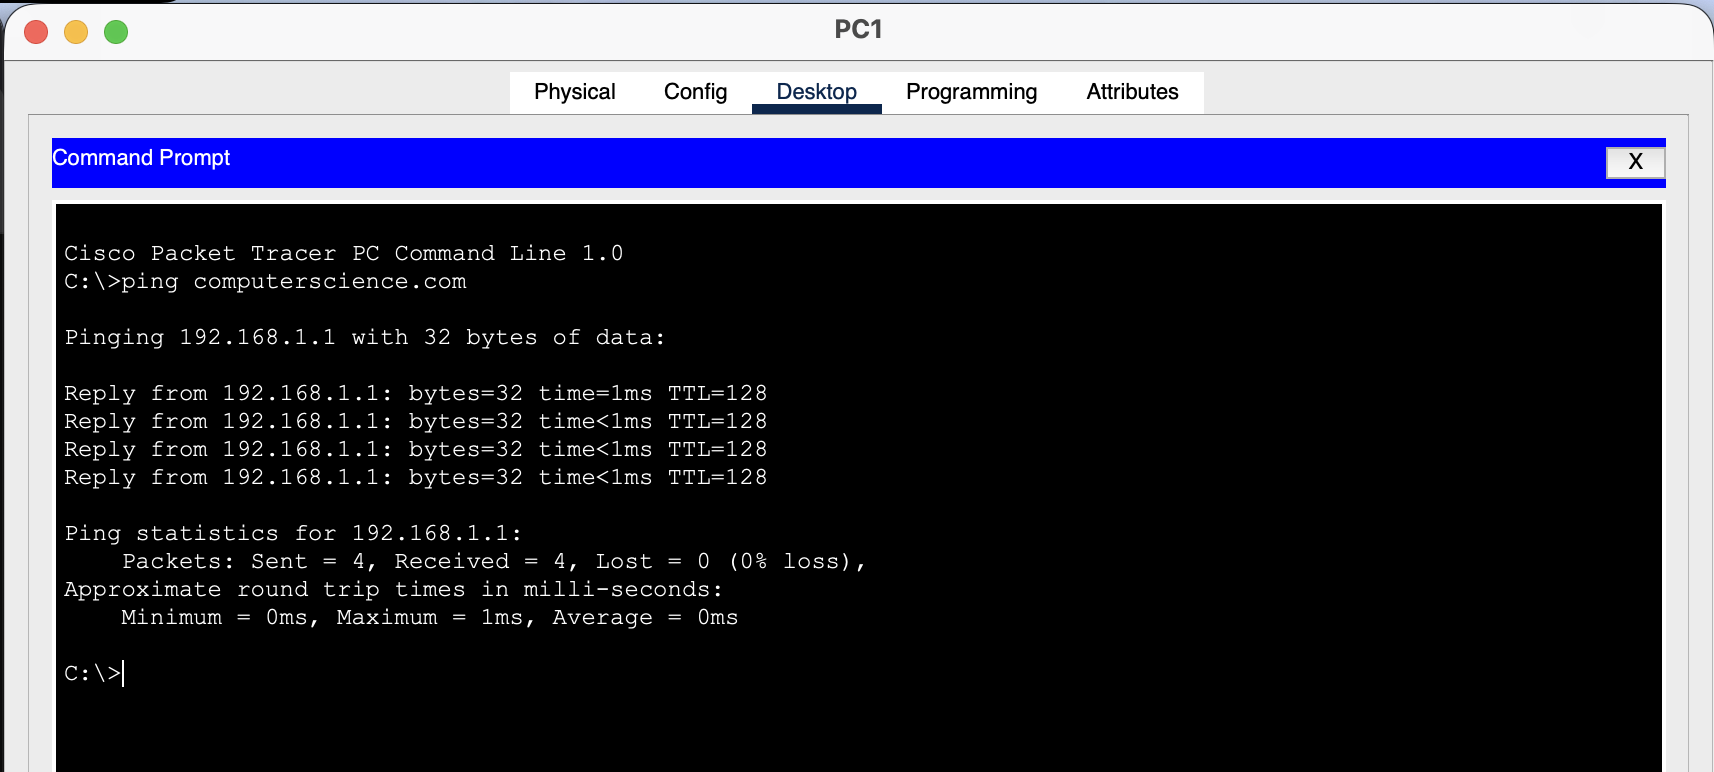 PC1
Physical Config Desktop Programming Attributes
Command Prompt X
Cisco Packet Tracer PC Command Line 1.0
C:\>ping computerscience.com
Pinging 192.168.1.1 with 32 bytes of data:
Reply from 192.168.1.1: bytes=32 time=1ms TTL=128
Reply from 192.168.1.1: bytes=32 time<1ms TTL=128
Reply from 192.168.1.1: bytes=32 time<1ms TTL=128
Reply from 192.168.1.1: bytes=32 time<1ms TTL=128
Ping statistics for 192.168.1.1:
    Packets: Sent = 4, Received = 4, Lost = 0 (0% loss),
Approximate round trip times in milli-seconds:
    Minimum = 0ms, Maximum = 1ms, Average = 0ms
C:\>